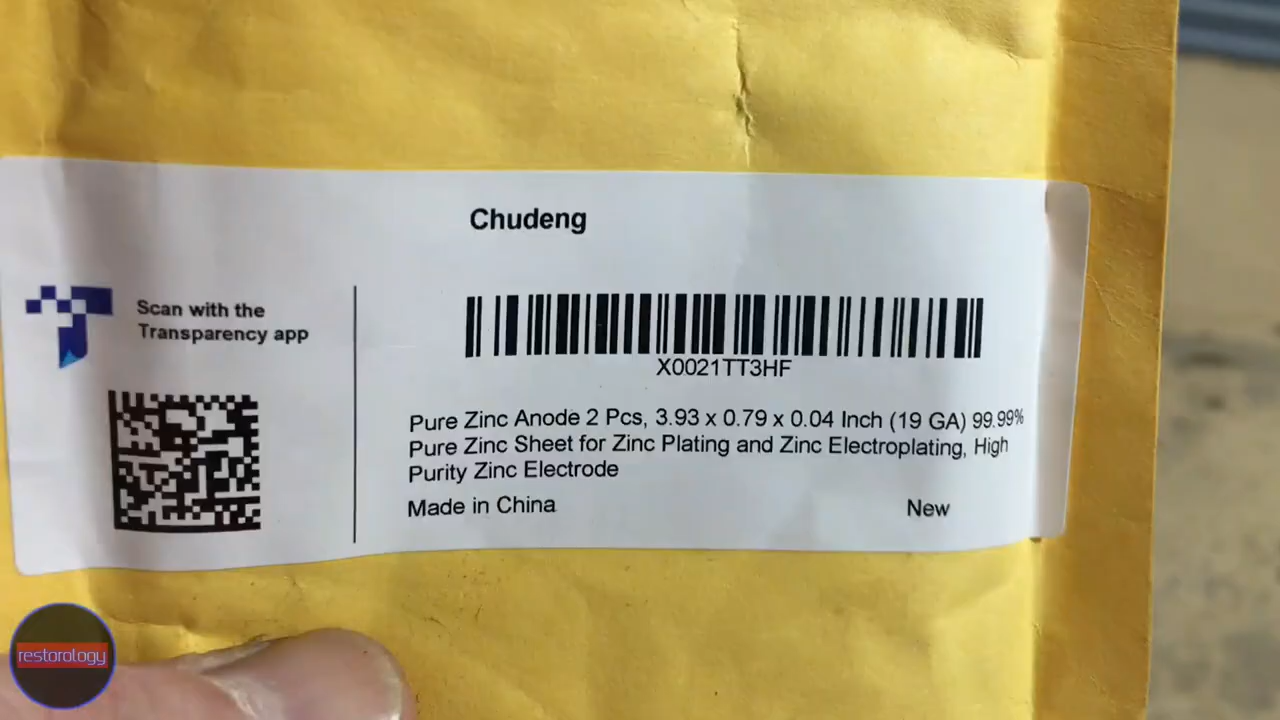 Chudeng
Scan with the
Transparency app
X0021TT3HF
Pure Zinc Anode 2 Pcs, 3.93 x 0.79 x 0.04 Inch (19 GA) 99.99%
Pure Zinc Sheet for Zinc Plating and Zinc Electroplating, High
Purity Zinc Electrode
Made in China
New
restorology